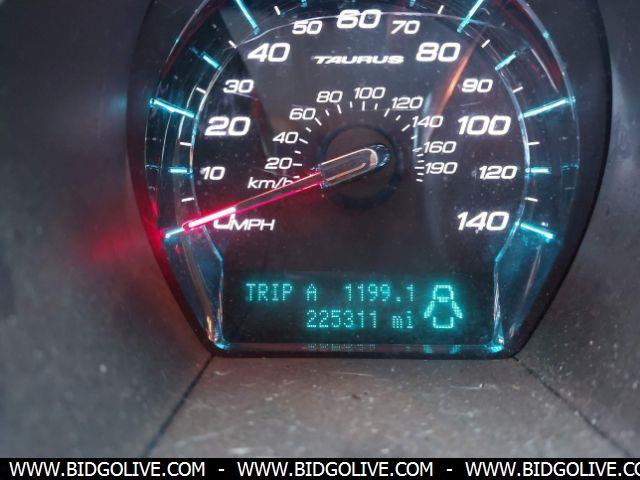 60
50 70
40 80
TAURUS
30 90
100
80 120
60
20 40 140 100
160
20 190
10 km/h 120
0 MPH 140
TRIP A 1199.1
225311 mi
WWW.BIDGOLIVE.COM - WWW.BIDGOLIVE.COM - WWW.BIDGOLIVE.COM